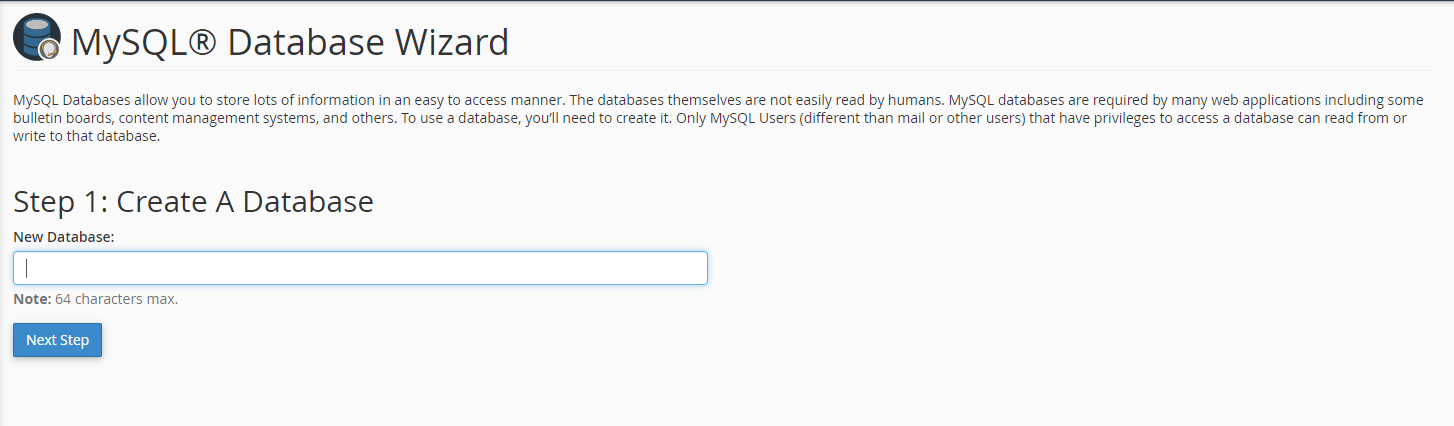 MySQL® Database Wizard
MySQL Databases allow you to store lots of information in an easy to access manner. The databases themselves are not easily read by humans. MySQL databases are required by many web applications including some
bulletin boards, content management systems, and others. To use a database, you’ll need to create it. Only MySQL Users (different than mail or other users) that have privileges to access a database can read from or
write to that database.
Step 1: Create A Database
New Database:
Note: 64 characters max.
Next Step